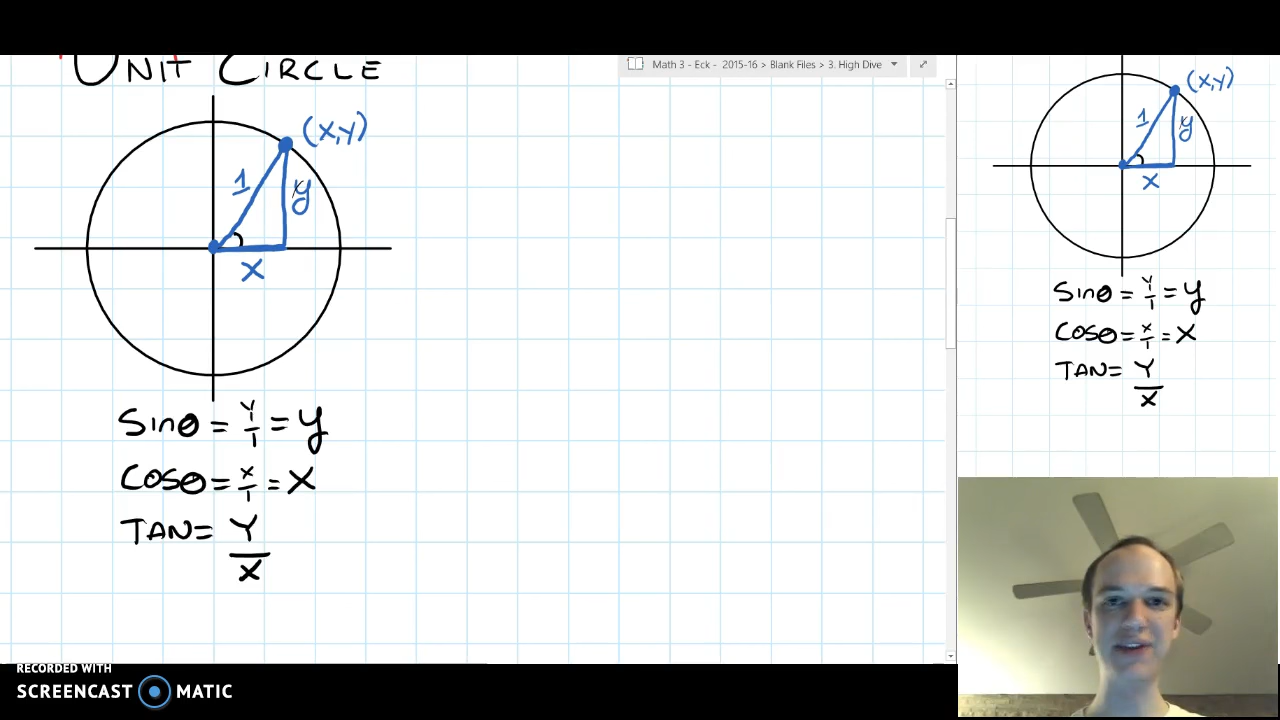 UNIT CIRCLE
Math 3 - Eck - 2015-16 > Blank Files > 3. High Dive
(x,y)
1
y
x
Sinθ = Y/1 = y
COSθ = x/1 = X
TAN = Y/X
(x,y)
1
y
x
Sinθ = Y/1 = y
COSθ = x/1 = X
TAN = Y/X
RECORDED WITH
SCREENCAST MATIC